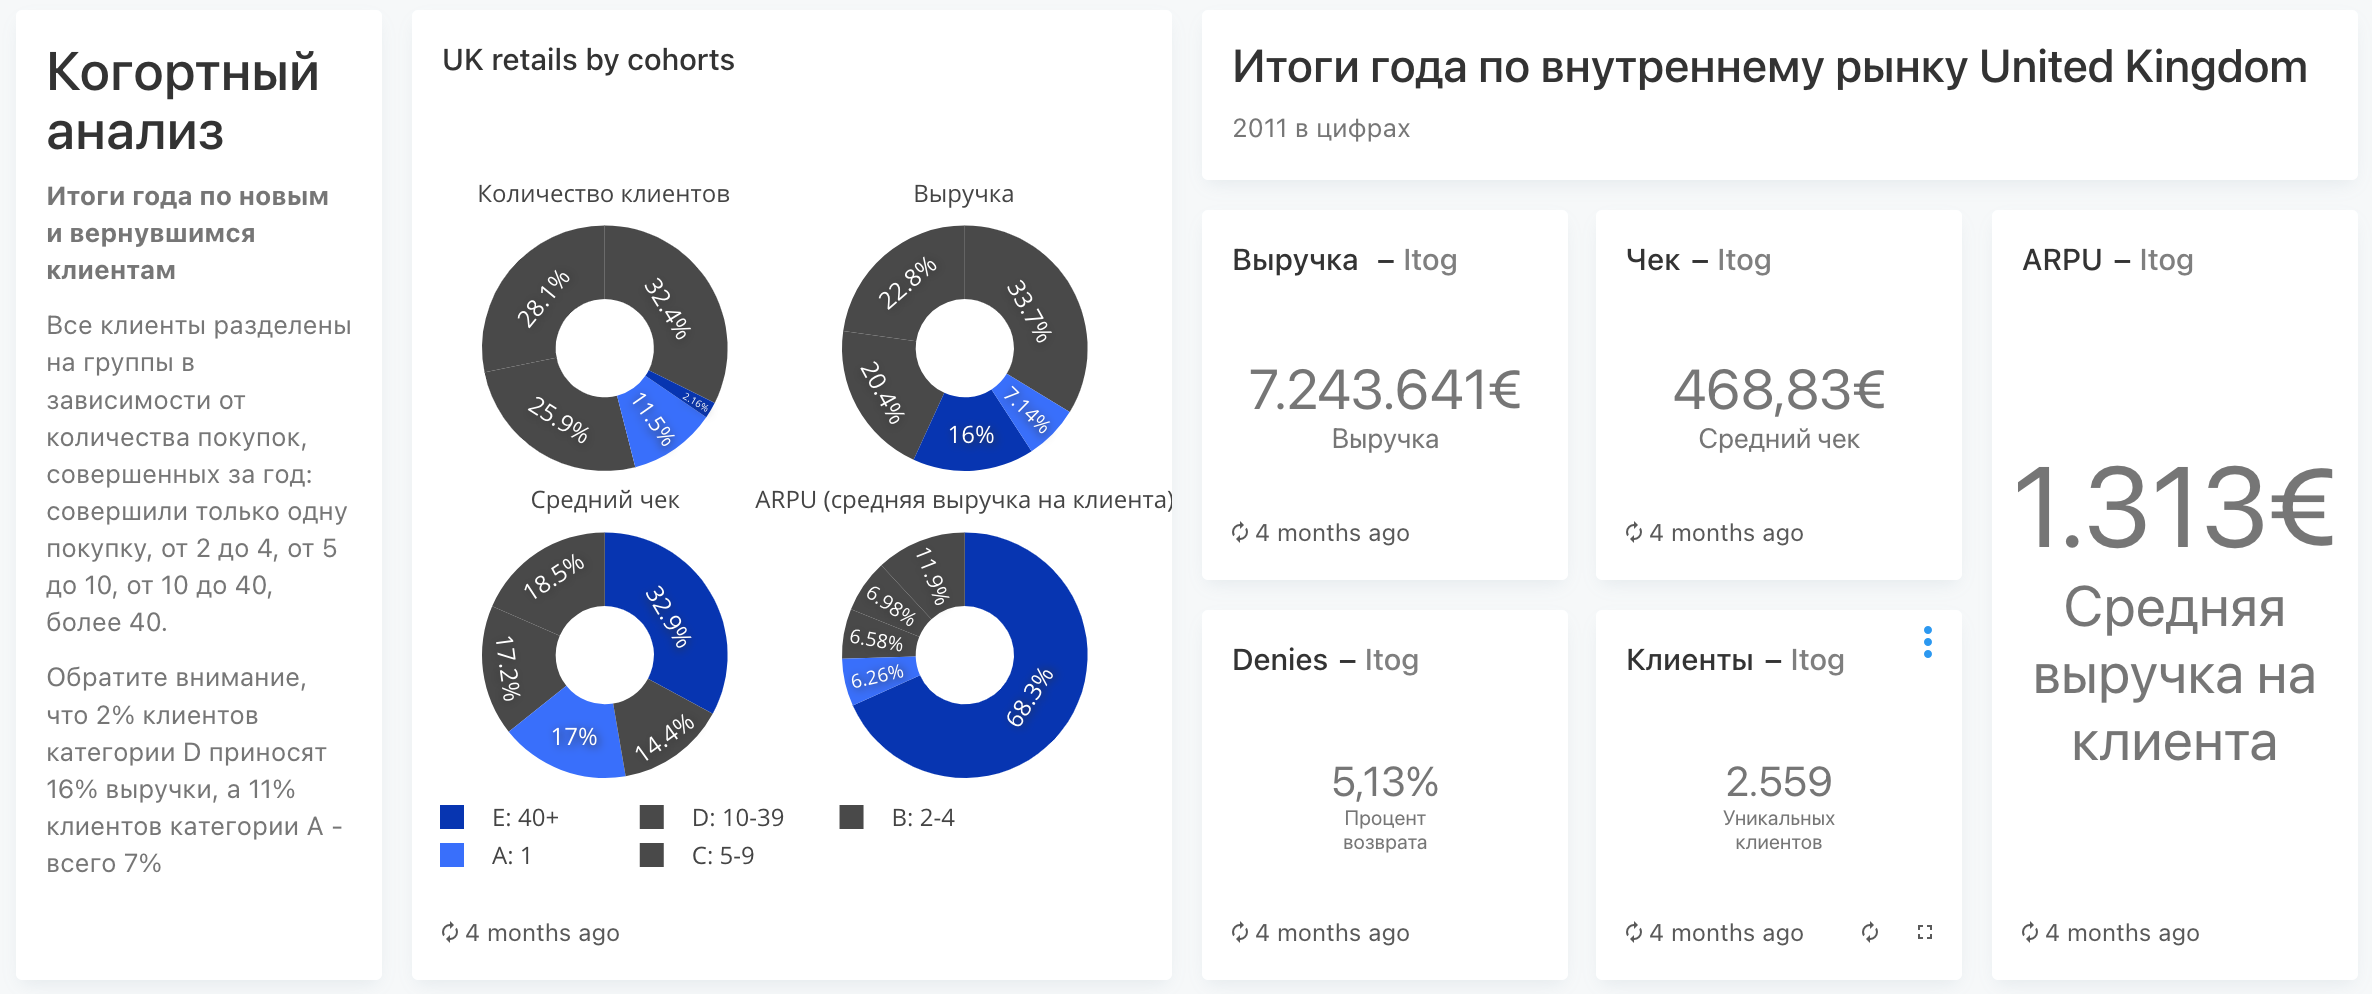 Когортный
анализ
Итоги года по новым
и вернувшимся
клиентам
Все клиенты разделены
на группы в
зависимости от
количества покупок,
совершенных за год:
совершили только одну
покупку, от 2 до 4, от 5
до 10, от 10 до 40,
более 40.
Обратите внимание,
что 2% клиентов
категории D приносят
16% выручки, а 11%
клиентов категории А -
всего 7%
UK retails by cohorts
Количество клиентов
28.1%
32.4%
2.16%
11.5%
25.9%
Выручка
22.8%
33.7%
7.14%
16%
20.4%
Средний чек
18.5%
32.9%
14.4%
17%
17.2%
ARPU (средняя выручка на клиента)
11.9%
6.98%
6.58%
6.26%
68.3%
E: 40+
D: 10-39
B: 2-4
A: 1
C: 5-9
4 months ago
Итоги года по внутреннему рынку United Kingdom
2011 в цифрах
Выручка – Itog
7.243.641€
Выручка
4 months ago
Чек – Itog
468,83€
Средний чек
4 months ago
ARPU – Itog
1.313€
Средняя
выручка на
клиента
4 months ago
Denies – Itog
5,13%
Процент
возврата
4 months ago
Клиенты – Itog
2.559
Уникальных
клиентов
4 months ago